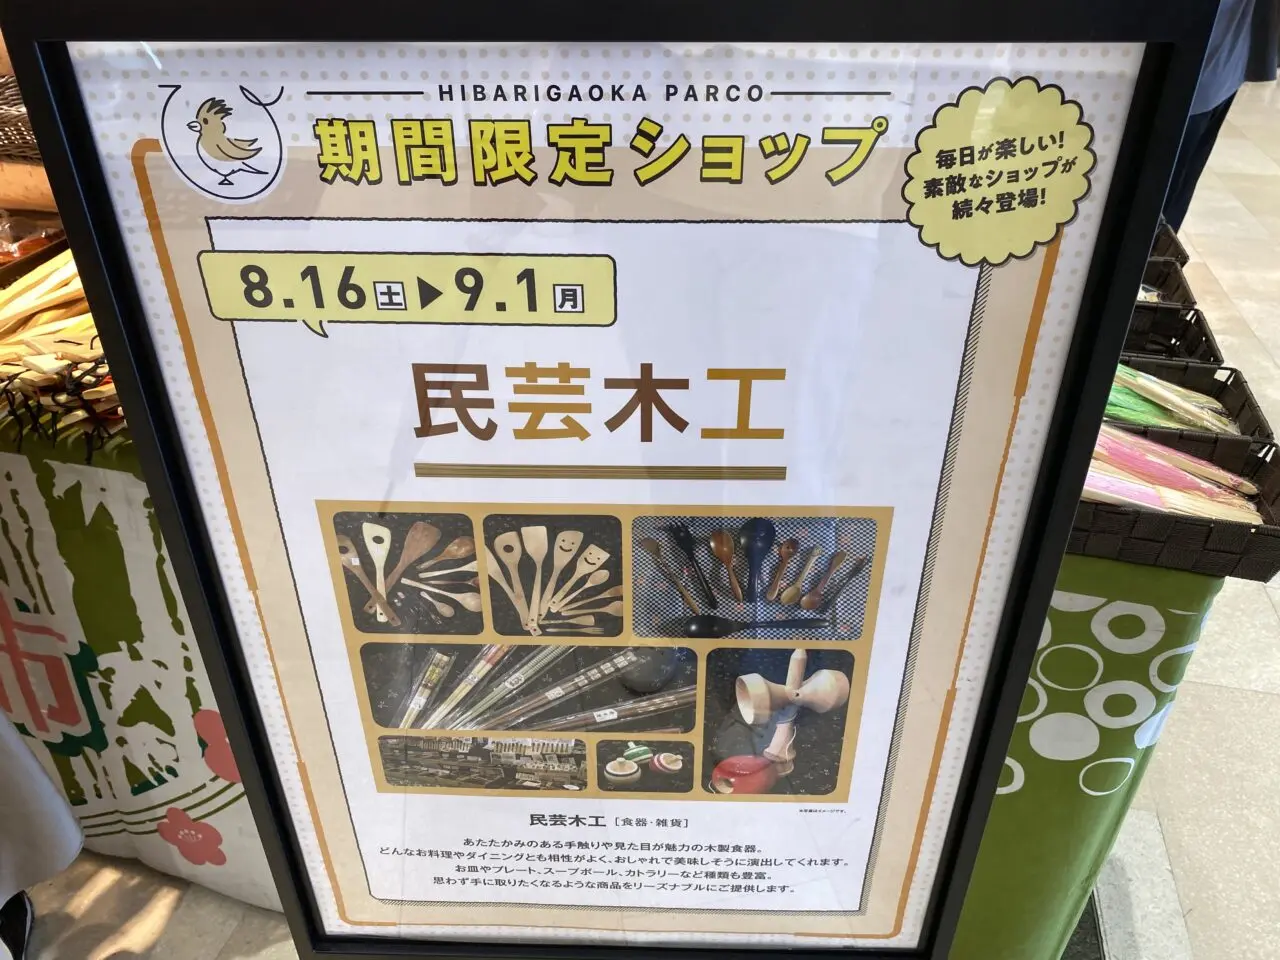 HIBARIGAOKA PARCO
期間限定ショップ
毎日が楽しい!
素敵なショップが
続々登場!
8.16土▶9.1月
民芸木工
民芸木工 [食器・雑貨]
あたたかみのある手触りや見た目が魅力の木製食器。
どんなお料理やダイニングとも相性がよく、おしゃれで美味しそうに演出してくれます。
お皿やプレート、スープボール、カトラリーなど種類も豊富。
思わず手に取りたくなるような商品をリーズナブルにご提供します。
市